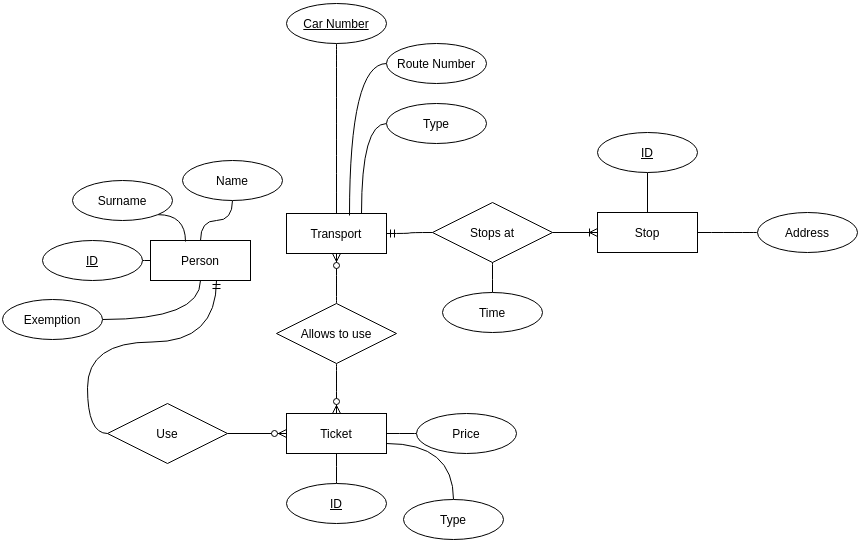 Car Number
Route Number
Type
ID
Name
Surname
Transport
Stops at
Stop
Address
Person
ID
Time
Exemption
Allows to use
Use
Ticket
Price
ID
Type